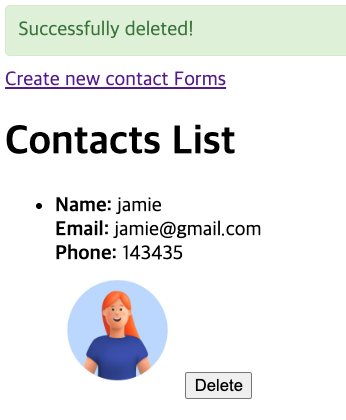 Successfully deleted!
Create new contact Forms
Contacts List
Name: jamie
Email: jamie@gmail.com
Phone: 143435
Delete